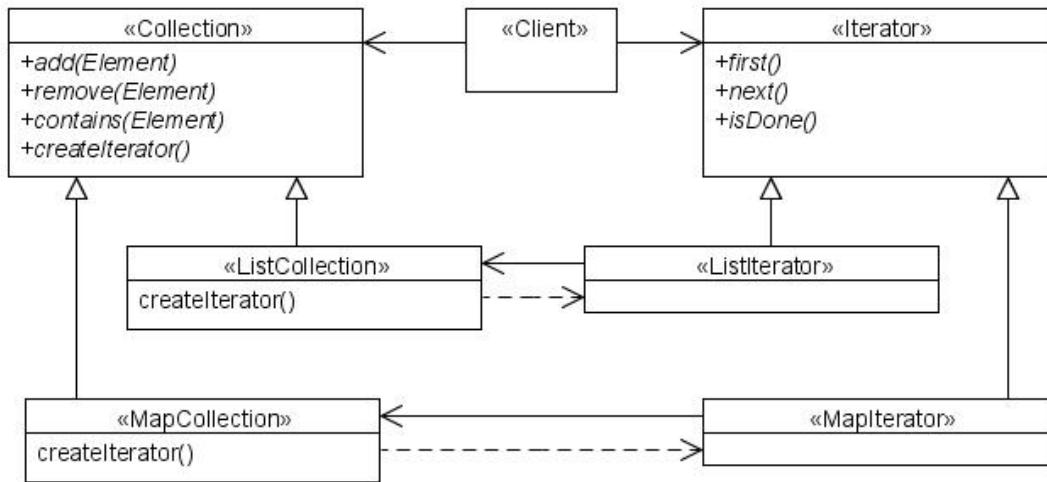 «Collection»
+add(Element)
+remove(Element)
+contains(Element)
+createIterator()
«Client»
«Iterator»
+first()
+next()
+isDone()
«ListCollection»
createIterator()
«ListIterator»
«MapCollection»
createIterator()
«MapIterator»